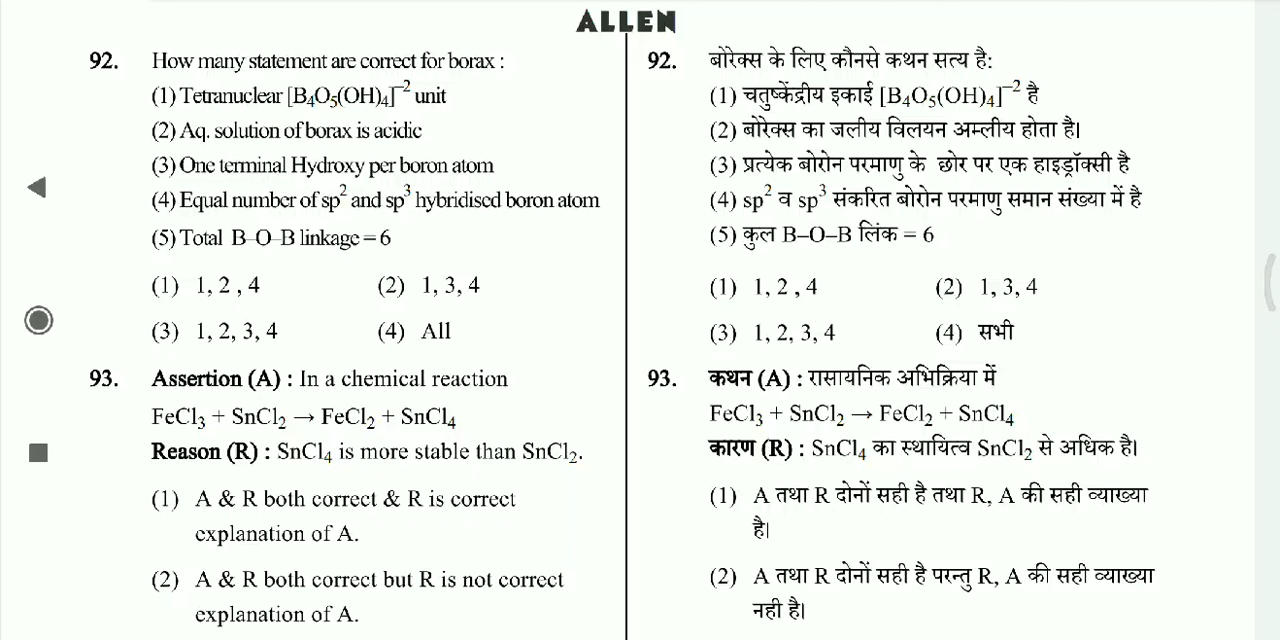 ALLEN
92. How many statement are correct for borax :
(1) Tetranuclear [B₄O₅(OH)₄]⁻² unit
(2) Aq. solution of borax is acidic
(3) One terminal Hydroxy per boron atom
(4) Equal number of sp² and sp³ hybridised boron atom
(5) Total B–O–B linkage = 6
(1) 1, 2 , 4 (2) 1, 3, 4
(3) 1, 2, 3, 4 (4) All
93. Assertion (A) : In a chemical reaction
FeCl₃ + SnCl₂ → FeCl₂ + SnCl₄
Reason (R) : SnCl₄ is more stable than SnCl₂.
(1) A & R both correct & R is correct
explanation of A.
(2) A & R both correct but R is not correct
explanation of A.
92. बोरेक्स के लिए कौनसे कथन सत्य है:
(1) चतुष्केंद्रीय इकाई [B₄O₅(OH)₄]⁻² है
(2) बोरेक्स का जलीय विलयन अम्लीय होता है।
(3) प्रत्येक बोरोन परमाणु के छोर पर एक हाइड्रॉक्सी है
(4) sp² व sp³ संकरित बोरोन परमाणु समान संख्या में है
(5) कुल B–O–B लिंक = 6
(1) 1, 2 , 4 (2) 1, 3, 4
(3) 1, 2, 3, 4 (4) सभी
93. कथन (A) : रासायनिक अभिक्रिया में
FeCl₃ + SnCl₂ → FeCl₂ + SnCl₄
कारण (R) : SnCl₄ का स्थायित्व SnCl₂ से अधिक है।
(1) A तथा R दोनों सही है तथा R, A की सही व्याख्या
है।
(2) A तथा R दोनों सही है परन्तु R, A की सही व्याख्या
नही है।